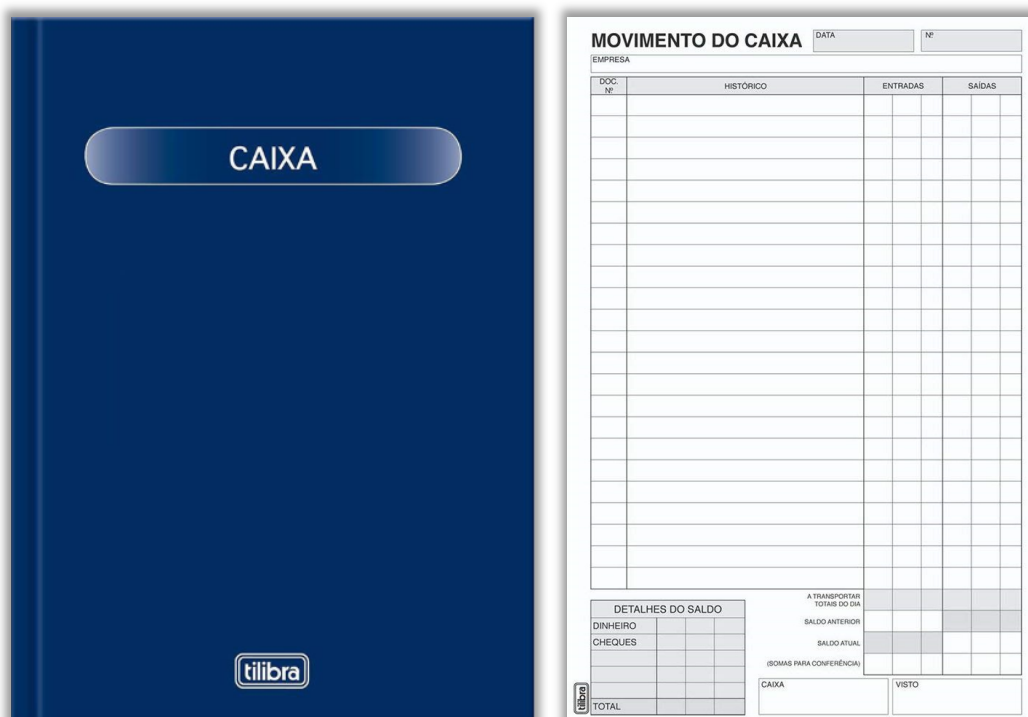 CAIXA
tilibra
MOVIMENTO DO CAIXA
DATA
Nº
EMPRESA
DOC. Nº
HISTÓRICO
ENTRADAS
SAÍDAS
A TRANSPORTAR
TOTAIS DO DIA
SALDO ANTERIOR
SALDO ATUAL
(SOMAS PARA CONFERÊNCIA)
DETALHES DO SALDO
DINHEIRO
CHEQUES
TOTAL
CAIXA
VISTO
tilibra